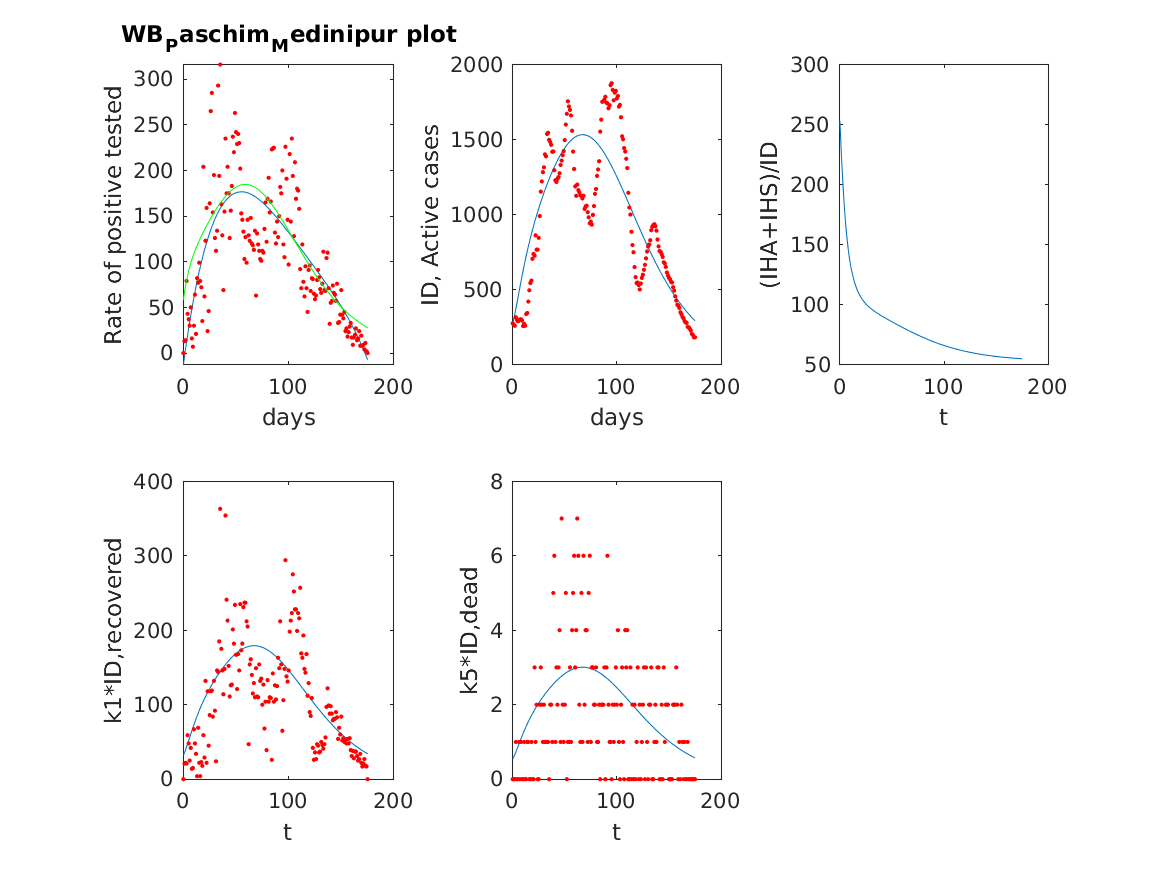 WB_Paschim_Medinipur plot
Rate of positive tested
300
250
200
150
100
50
0
0 100 200
days
ID, Active cases
2000
1500
1000
500
0
0 100 200
days
(IHA+IHS)/ID
300
250
200
150
100
50
0 100 200
t
k1*ID,recovered
400
300
200
100
0
0 100 200
t
k5*ID,dead
8
6
4
2
0
0 100 200
t